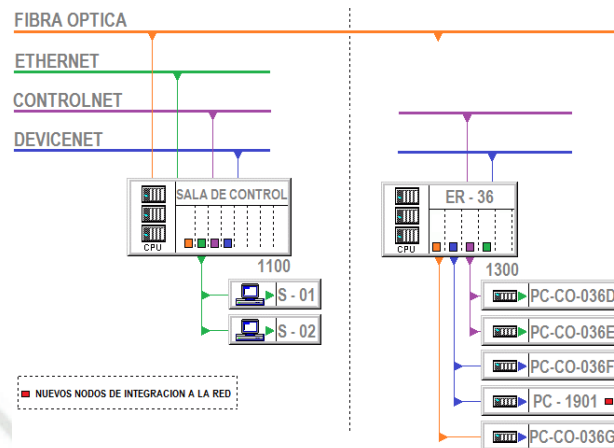 FIBRA OPTICA
ETHERNET
CONTROLNET
DEVICENET
SALA DE CONTROL
CPU
1100
S - 01
S - 02
NUEVOS NODOS DE INTEGRACION A LA RED
ER - 36
CPU
1300
PC-CO-036D
PC-CO-036E
PC-CO-036F
PC - 1901
PC-CO-036G